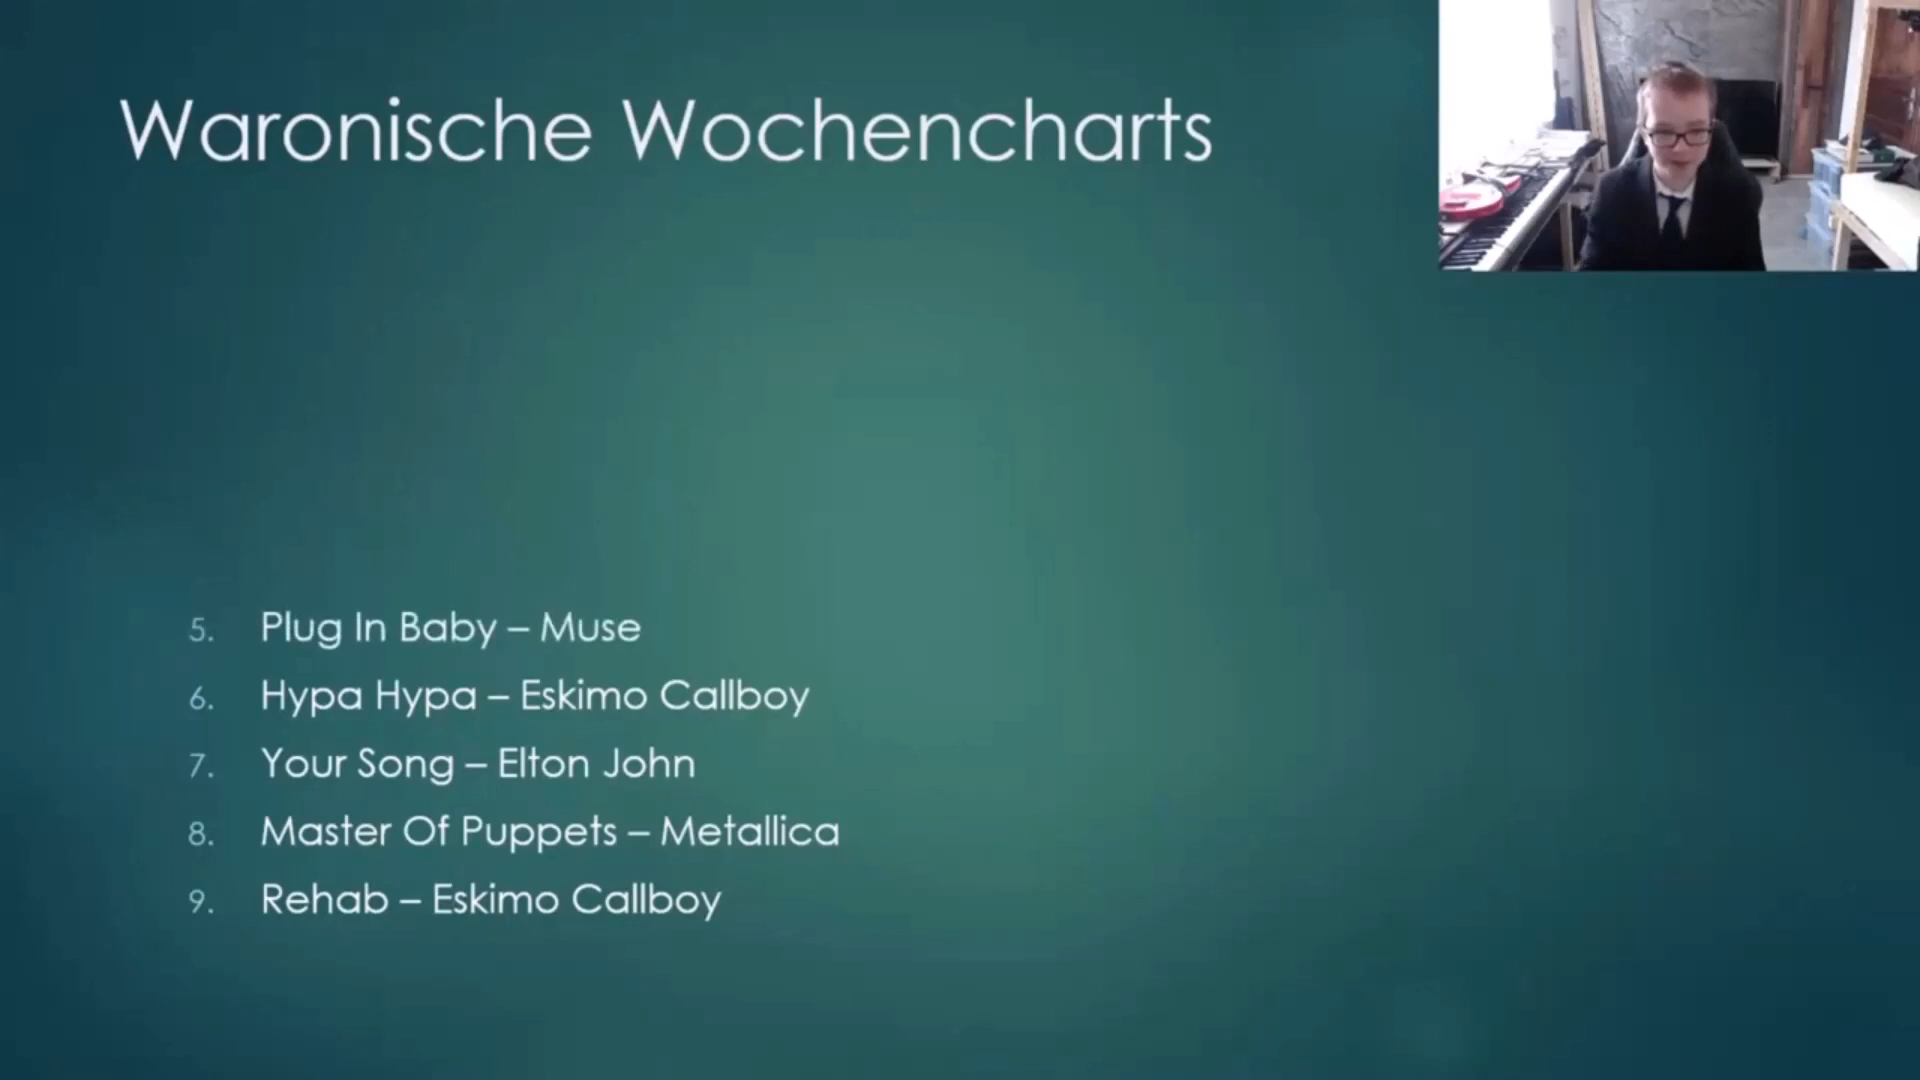 Waronische Wochencharts
5. Plug In Baby – Muse
6. Hypa Hypa – Eskimo Callboy
7. Your Song – Elton John
8. Master Of Puppets – Metallica
9. Rehab – Eskimo Callboy